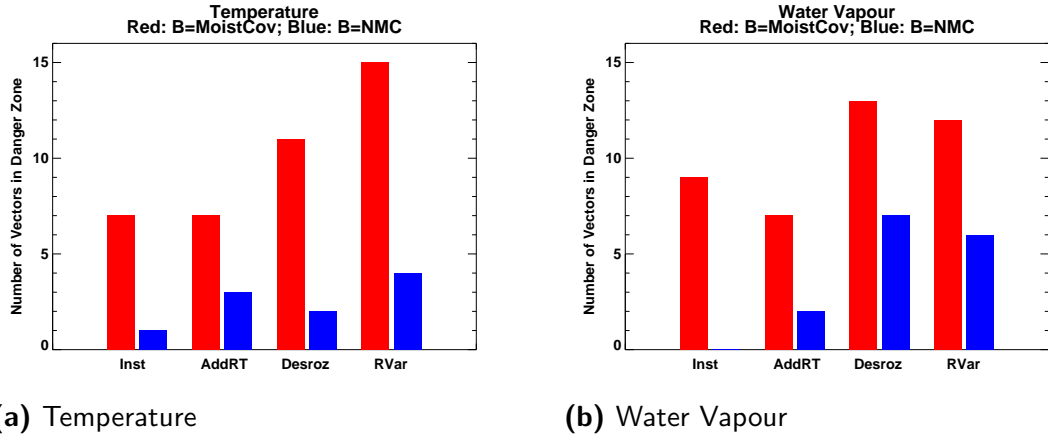 Temperature
Red: B=MoistCov; Blue: B=NMC
Number of Vectors in Danger Zone
15
10
5
0
Inst AddRT Desroz RVar
a) Temperature
Water Vapour
Red: B=MoistCov; Blue: B=NMC
Number of Vectors in Danger Zone
15
10
5
0
Inst AddRT Desroz RVar
(b) Water Vapour